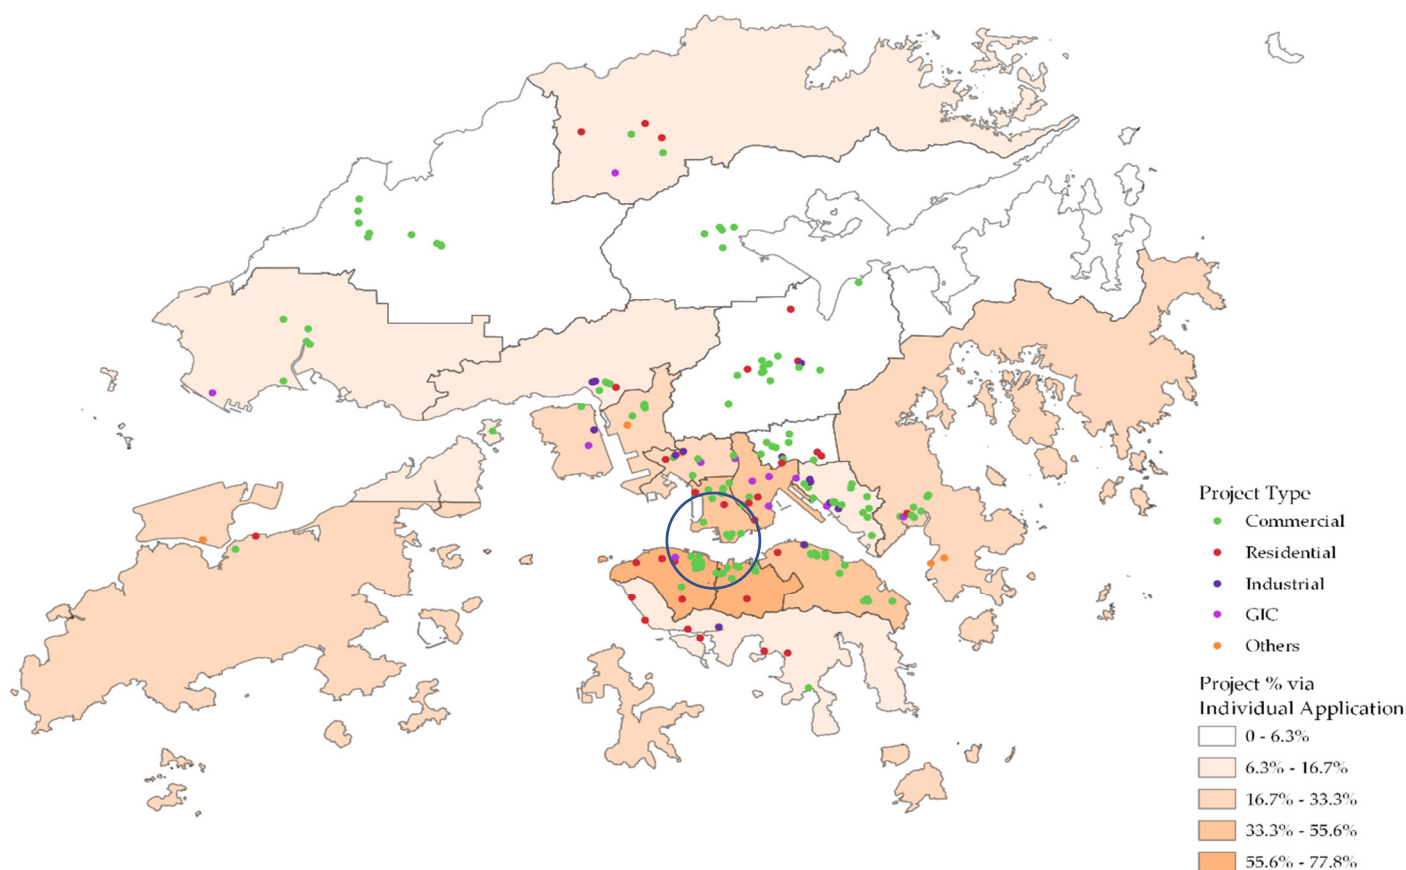 Project Type
Commercial
Residential
Industrial
GIC
Others
Project % via
Individual Application
0 - 6.3%
6.3% - 16.7%
16.7% - 33.3%
33.3% - 55.6%
55.6% - 77.8%